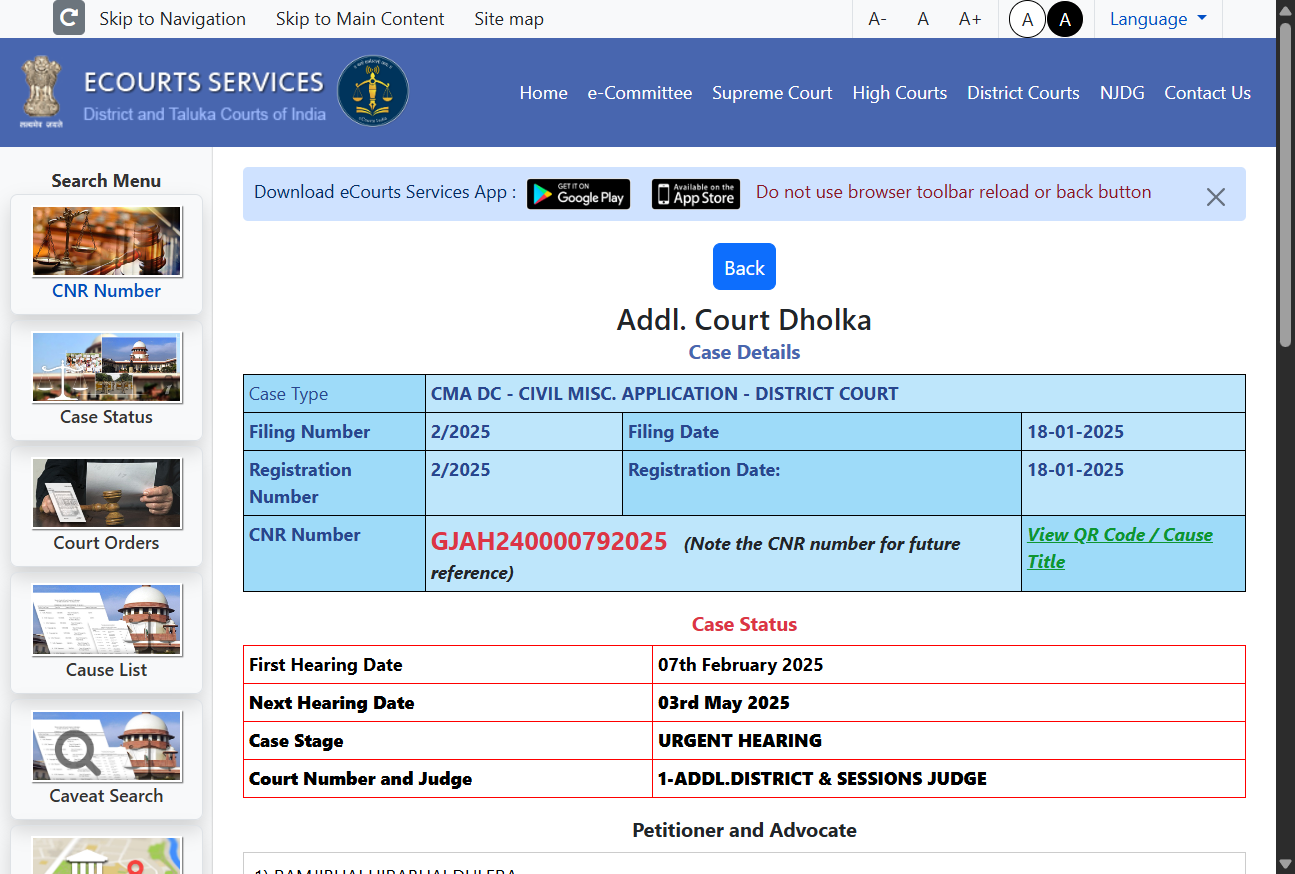 Skip to Navigation Skip to Main Content Site map A- A A+ A A Language
ECOURTS SERVICES
District and Taluka Courts of India
सत्यमेव जयते
Home e-Committee Supreme Court High Courts District Courts NJDG Contact Us
Search Menu
CNR Number
Case Status
Court Orders
Cause List
Caveat Search
Download eCourts Services App : GET IT ON Google Play Available on the App Store Do not use browser toolbar reload or back button
Back
Addl. Court Dholka
Case Details
Case Type CMA DC - CIVIL MISC. APPLICATION - DISTRICT COURT
Filing Number 2/2025 Filing Date 18-01-2025
Registration Number 2/2025 Registration Date: 18-01-2025
CNR Number GJAH240000792025 (Note the CNR number for future
reference) View QR Code / Cause
Title
Case Status
First Hearing Date 07th February 2025
Next Hearing Date 03rd May 2025
Case Stage URGENT HEARING
Court Number and Judge 1-ADDL.DISTRICT & SESSIONS JUDGE
Petitioner and Advocate